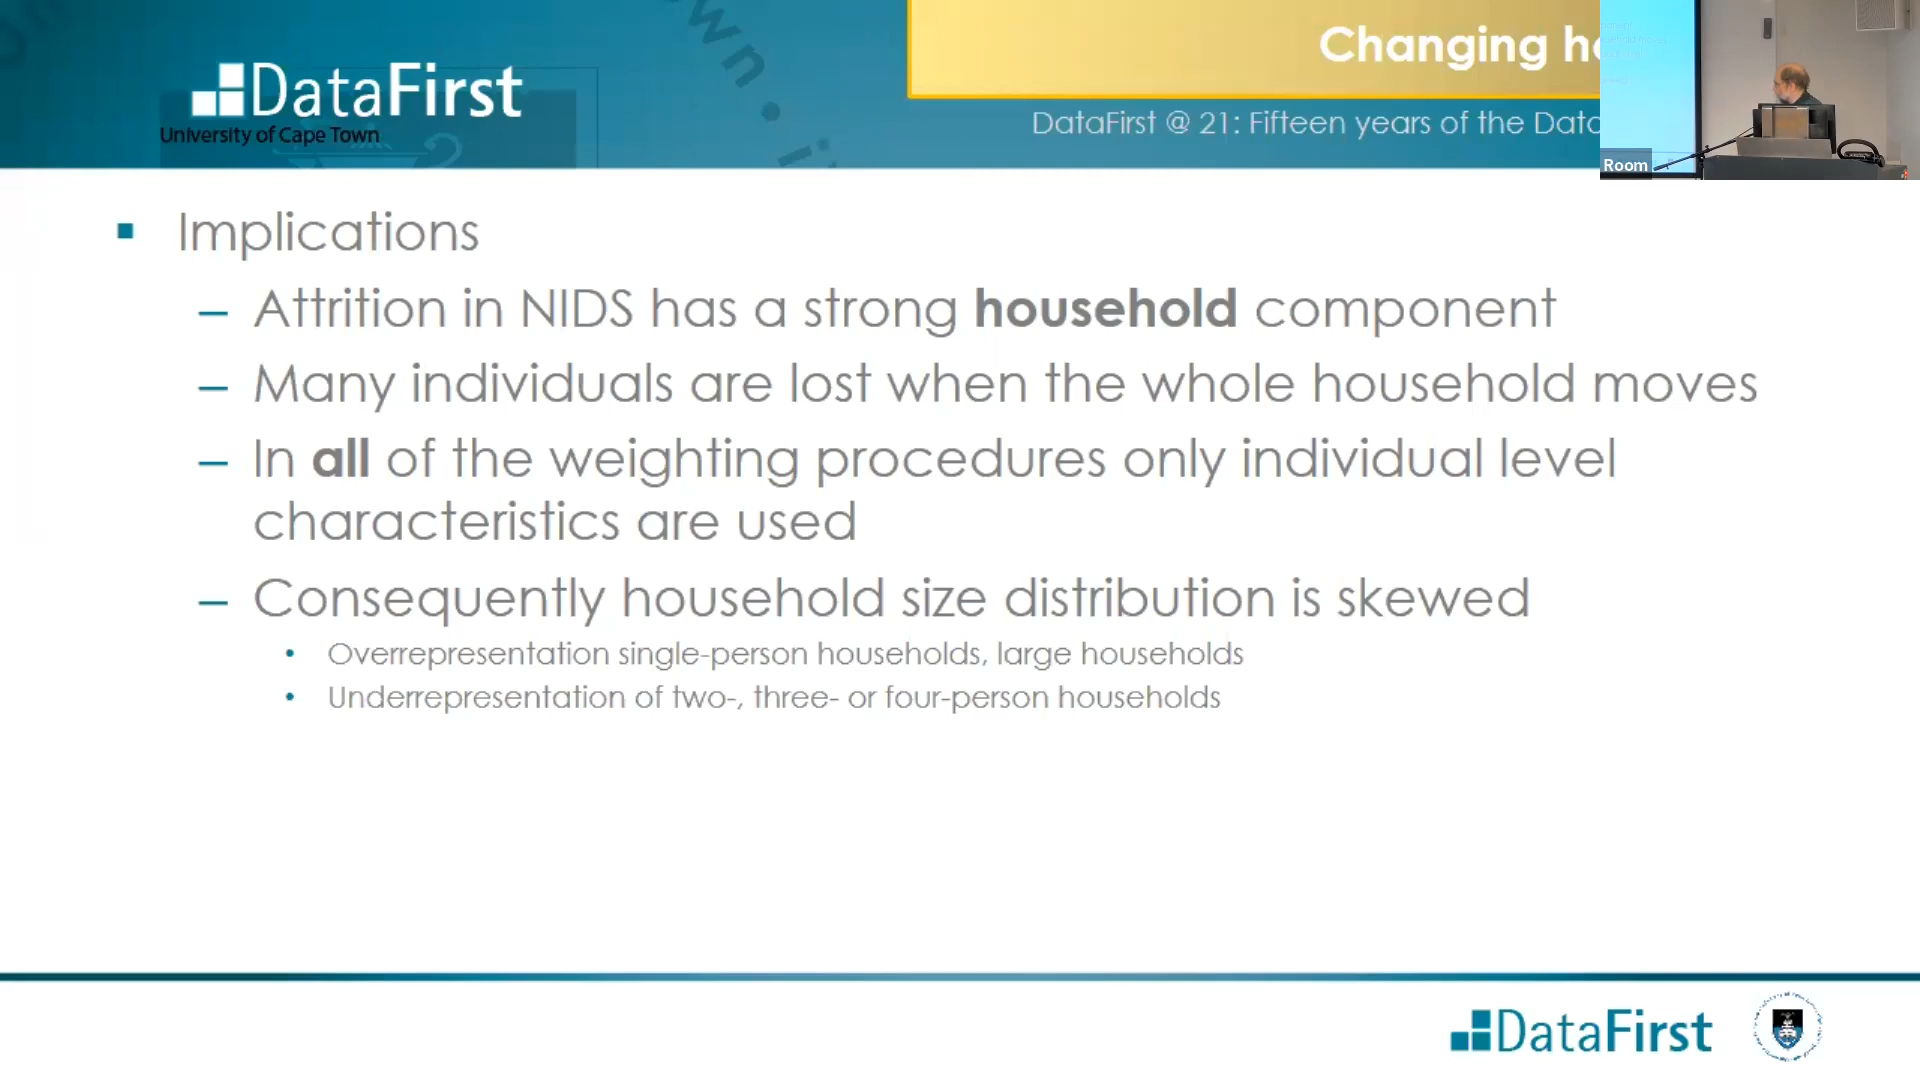 DataFirst
University of Cape Town
Changing
DataFirst @ 21: Fifteen years of the
Room
Implications
– Attrition in NIDS has a strong household component
– Many individuals are lost when the whole household moves
– In all of the weighting procedures only individual level
characteristics are used
– Consequently household size distribution is skewed
• Overrepresentation single-person households, large households
• Underrepresentation of two-, three- or four-person households
DataFirst